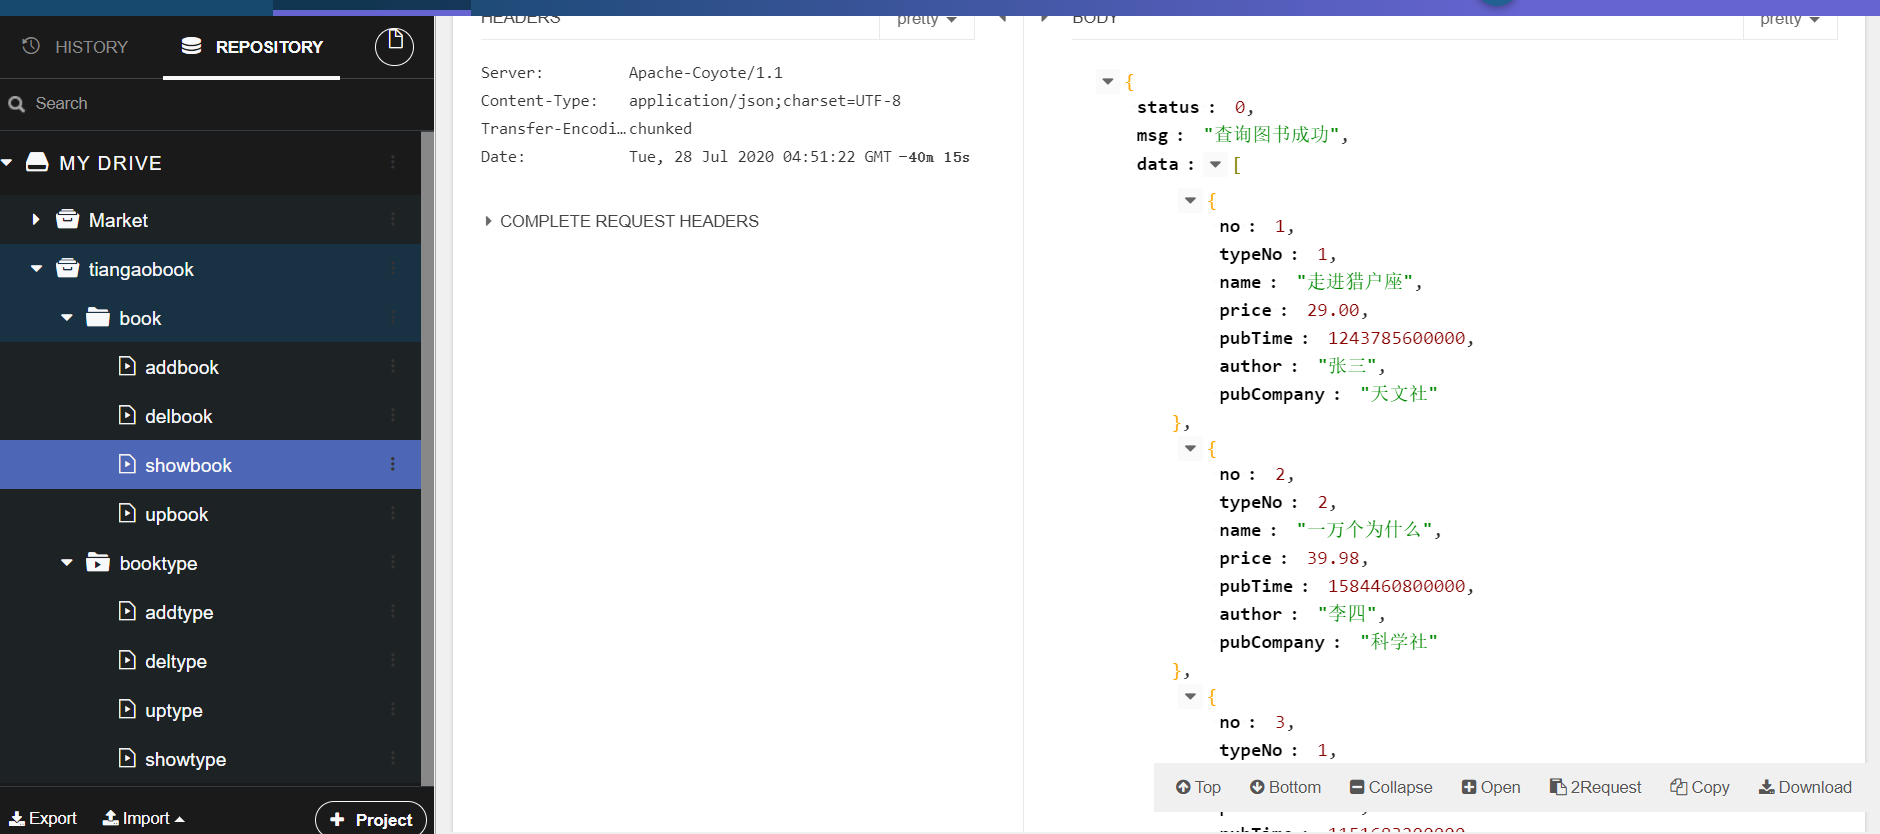 HISTORY
REPOSITORY
Search
MY DRIVE
Market
tiangaobook
book
addbook
delbook
showbook
upbook
booktype
addtype
deltype
uptype
showtype
Export
Import
Project
HEADERS
pretty
Server: Apache-Coyote/1.1
Content-Type: application/json;charset=UTF-8
Transfer-Encodi… chunked
Date: Tue, 28 Jul 2020 04:51:22 GMT -40m 15s
COMPLETE REQUEST HEADERS
BODY
pretty
{
status : 0,
msg : "查询图书成功",
data : [
{
no : 1,
typeNo : 1,
name : "走进猎户座",
price : 29.00,
pubTime : 1243785600000,
author : "张三",
pubCompany : "天文社"
},
{
no : 2,
typeNo : 2,
name : "一万个为什么",
price : 39.98,
pubTime : 1584460800000,
author : "李四",
pubCompany : "科学社"
},
{
no : 3,
typeNo : 1,
Top
Bottom
Collapse
Open
2Request
Copy
Download